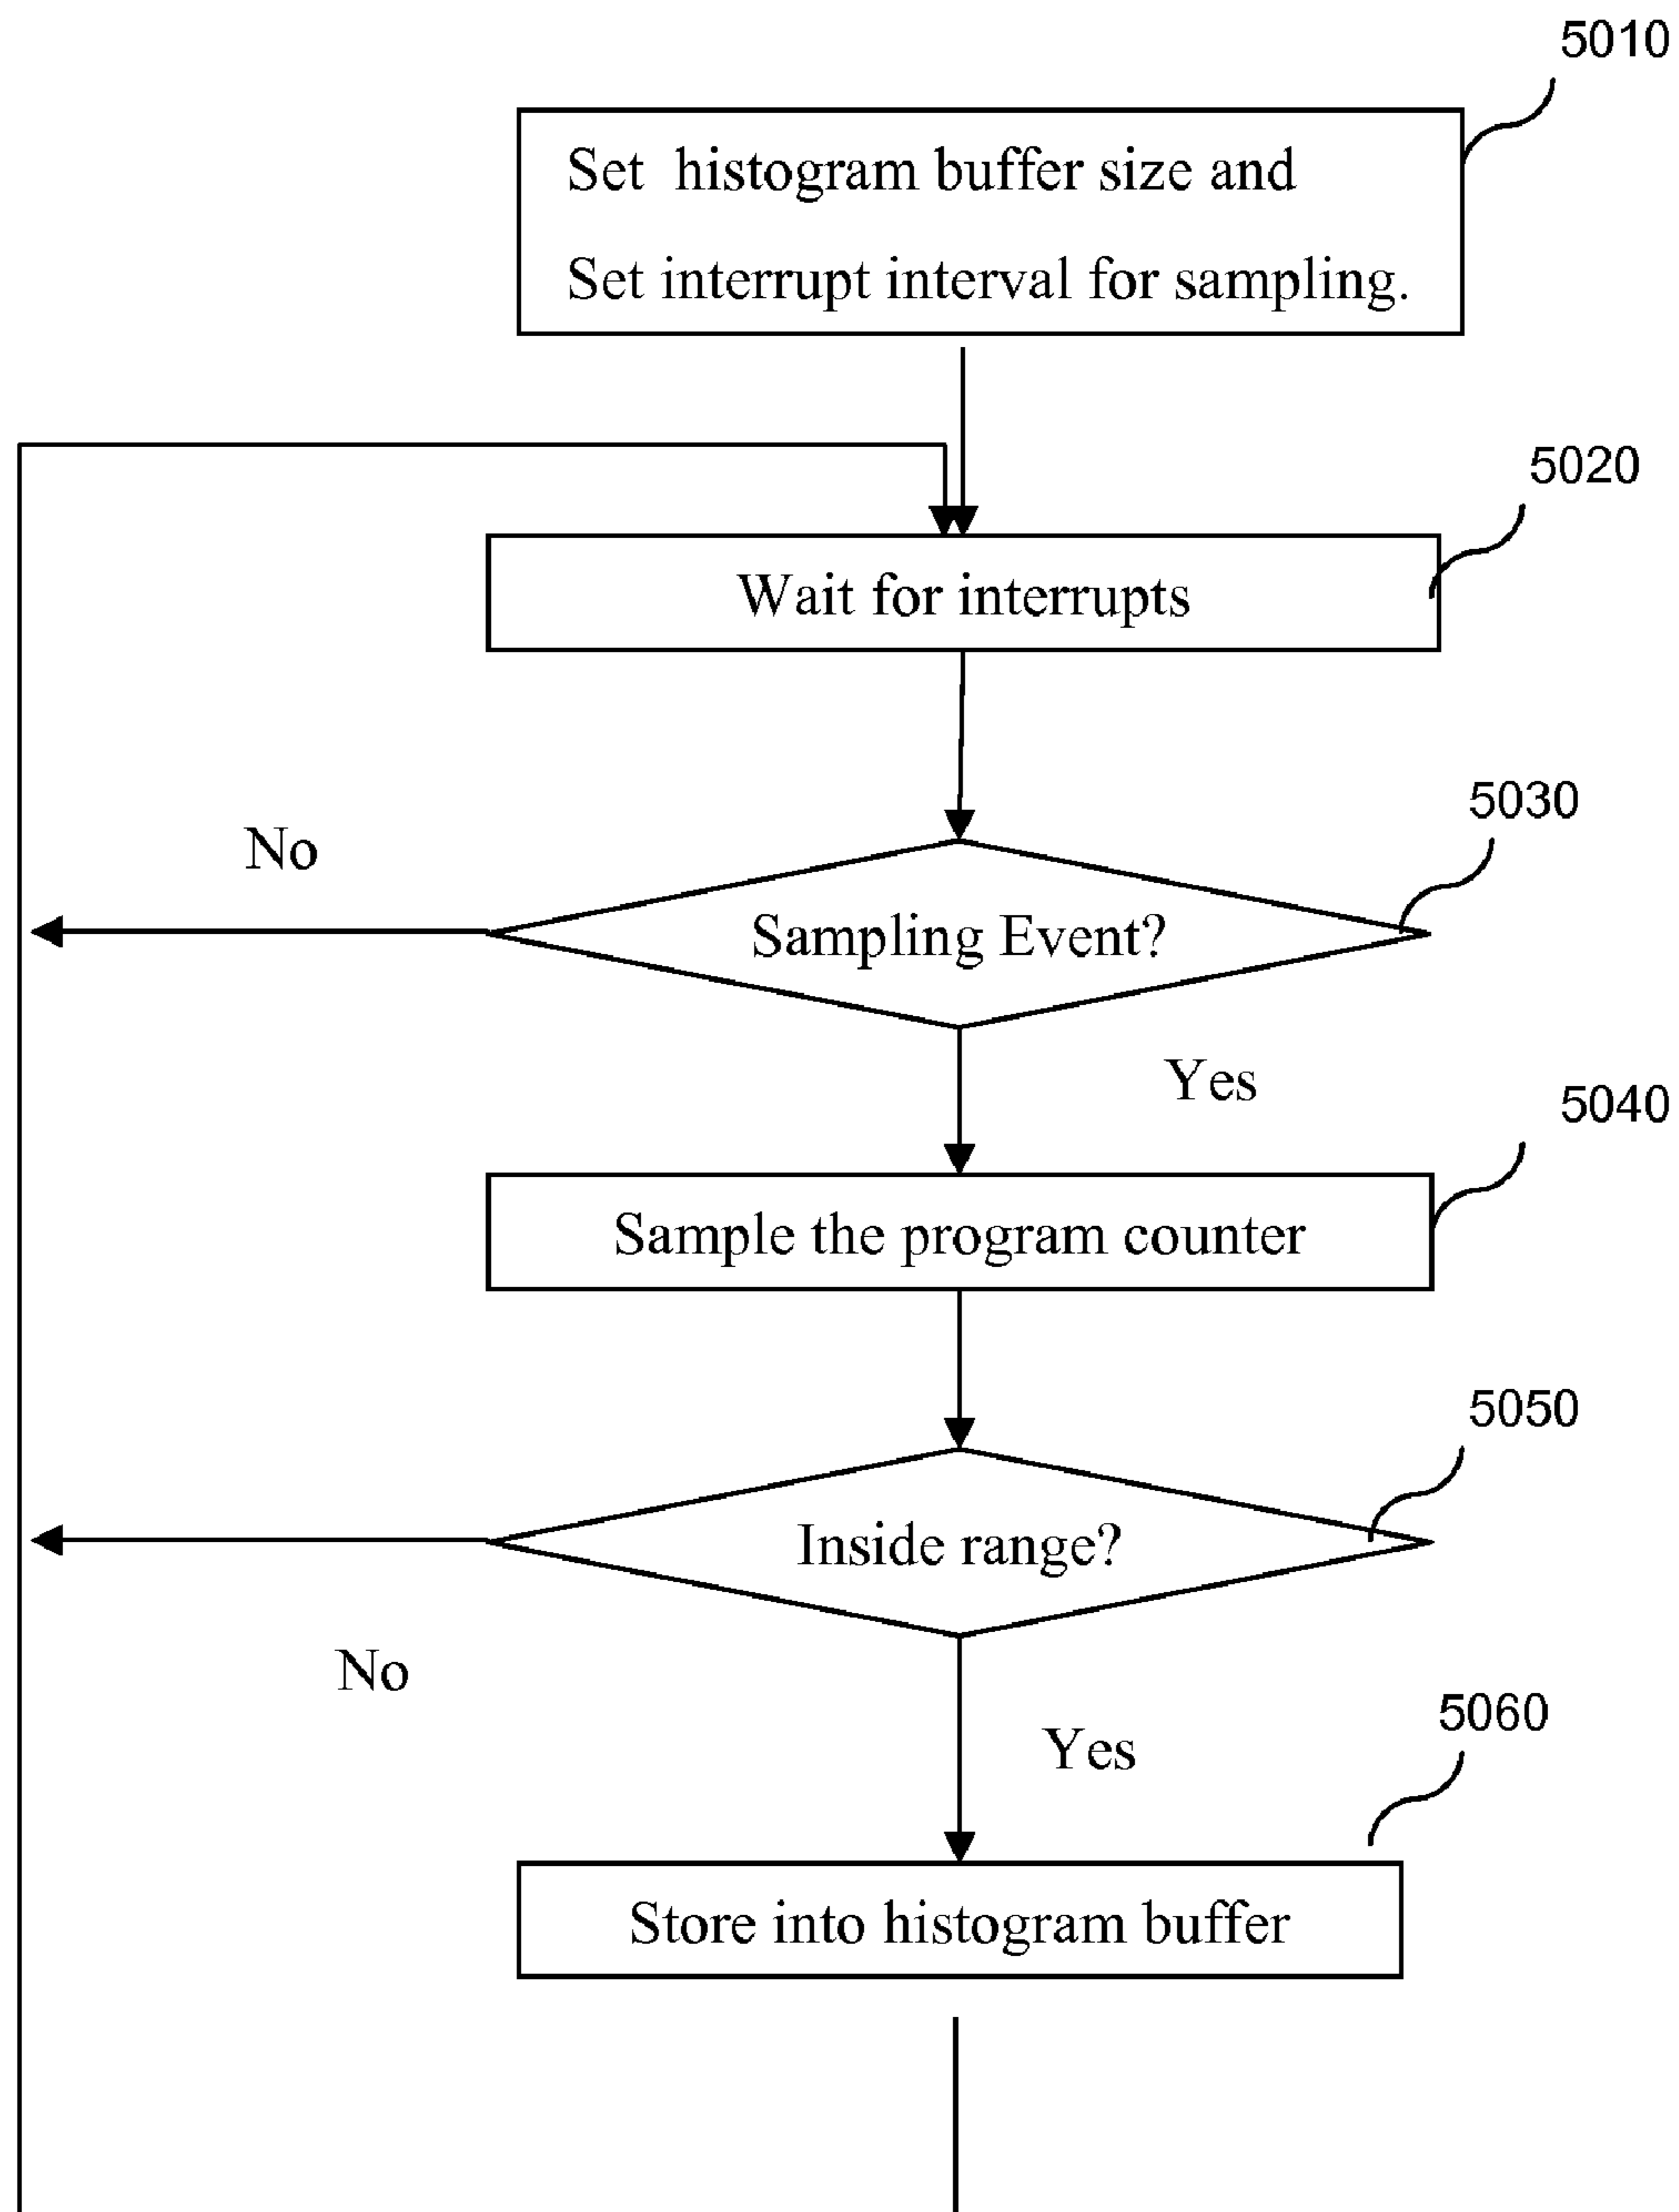 5010
Set histogram buffer size and
Set interrupt interval for sampling.
5020
Wait for interrupts
5030
No
Sampling Event?
Yes
5040
Sample the program counter
5050
Inside range?
No
5060
Yes
Store into histogram buffer